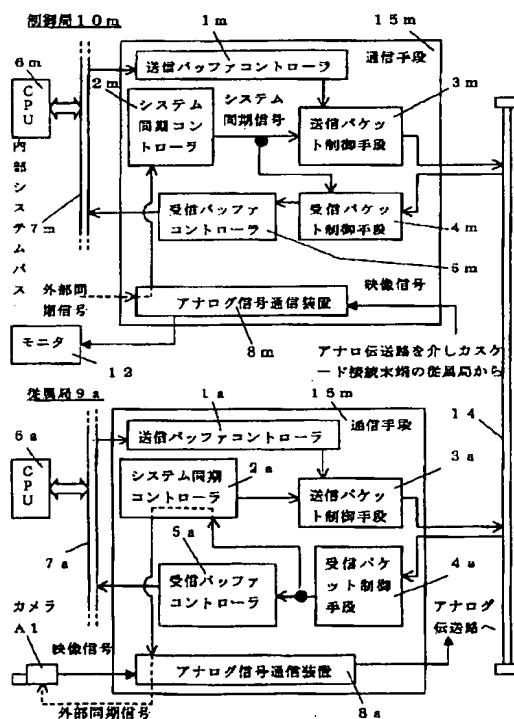 制御局10m
15m
6m
1m
通信手段
送信バッファコントローラ
2m
3m
CPU
システム
同期コント
ローラ
システム
同期信号
送信パケッ
ト制御手段
内部システムバス
受信バッファ
コントローラ
受信パケッ
ト制御手段
4m
7m
5m
外部同
期信号
映像信号
アナログ信号通信装置
モニタ
8m
12
アナロ伝送路を介しカスケ
ード接続末端の従属局から
従属局9a
15m
14
1a
通信手段
6a
送信バッファコントローラ
3a
CPU
システム同期
コントローラ
2a
送信パケッ
ト制御手段
5a
7a
受信バッファ
コントローラ
受信パケ
ット制御
手段
4a
カメラ
A1
映像信号
アナログ
伝送路へ
アナログ信号通信装置
外部同期信号
8a